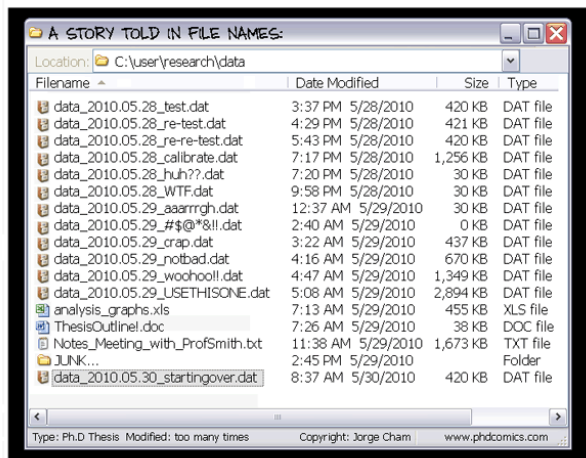 A STORY TOLD IN FILE NAMES:
Location: C:\user\research\data
Filename Date Modified Size Type
data_2010.05.28_test.dat 3:37 PM 5/28/2010 420 KB DAT file
data_2010.05.28_re-test.dat 4:29 PM 5/28/2010 421 KB DAT file
data_2010.05.28_re-re-test.dat 5:43 PM 5/28/2010 420 KB DAT file
data_2010.05.28_calibrate.dat 7:17 PM 5/28/2010 1,256 KB DAT file
data_2010.05.28_huh??.dat 7:20 PM 5/28/2010 30 KB DAT file
data_2010.05.28_WTF.dat 9:58 PM 5/28/2010 30 KB DAT file
data_2010.05.29_aaarrrgh.dat 12:37 AM 5/29/2010 30 KB DAT file
data_2010.05.29_#$@*&!!.dat 2:40 AM 5/29/2010 0 KB DAT file
data_2010.05.29_crap.dat 3:22 AM 5/29/2010 437 KB DAT file
data_2010.05.29_notbad.dat 4:16 AM 5/29/2010 670 KB DAT file
data_2010.05.29_woohoo!!.dat 4:47 AM 5/29/2010 1,349 KB DAT file
data_2010.05.29_USETHISONE.dat 5:08 AM 5/29/2010 2,894 KB DAT file
analysis_graphs.xls 7:13 AM 5/29/2010 455 KB XLS file
ThesisOutline!.doc 7:26 AM 5/29/2010 38 KB DOC file
Notes_Meeting_with_ProfSmith.txt 11:38 AM 5/29/2010 1,673 KB TXT file
JUNK... 2:45 PM 5/29/2010 Folder
data_2010.05.30_startingover.dat 8:37 AM 5/30/2010 420 KB DAT file
Type: Ph.D Thesis Modified: too many times Copyright: Jorge Cham www.phdcomics.com